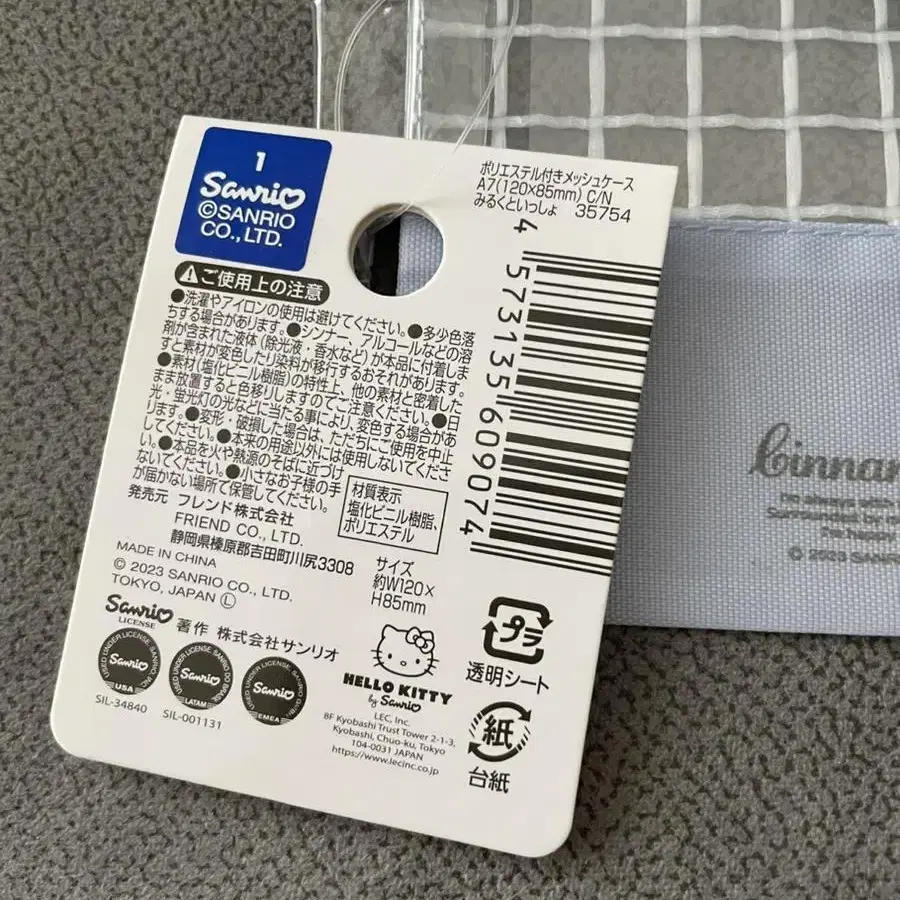 1
Sanrio
©SANRIO
CO., LTD.
ポリエステル付きメッシュケース
A7(120×85mm) C/N
みるくといっしょ 35754
4 573135 609074
ご使用上の注意
●洗濯やアイロンの使用は避けてください。●多少色落
ちする場合があります。●シンナー、アルコールなどの溶
剤が含まれた液体(除光液・香水など)が本品に付着しま
すと素材が変色したり染料が移行するおそれがあります。
●素材(塩化ビニル樹脂)の特性上、他の素材と密着した
まま放置すると色移りしますのでご注意ください。●日
光・蛍光灯の光などに当たる事により、変色する場合があ
ります。●変形・破損した場合は、ただちにご使用を中止
してください。●本来の用途以外には使用しないでくださ
い。●本品を火や熱源のそばに近づけ
ないでください。●小さなお子様の手
が届かない場所で保管してください。
発売元 フレンド株式会社
FRIEND CO., LTD.
静岡県榛原郡吉田町川尻3308
材質表示
塩化ビニル樹脂、
ポリエステル
MADE IN CHINA
© 2023 SANRIO CO., LTD.
TOKYO, JAPAN Ⓛ
サイズ
約W120×
H85mm
Sanrio
LICENSE
著作 株式会社サンリオ
Sanrio
USA
SIL-34840
Sanrio
LATAM
SIL-001131
Sanrio
EMEA
HELLO KITTY
by Sanrio
LEC, Inc.
8F Kyobashi Trust Tower 2-1-3,
Kyobashi, Chuo-ku, Tokyo
104-0031 JAPAN
https://www.lecinc.co.jp
プラ
透明シート
紙
台紙
Cinnam
I'm always with
Surrounded by
I'm happy
© 2023 SANR